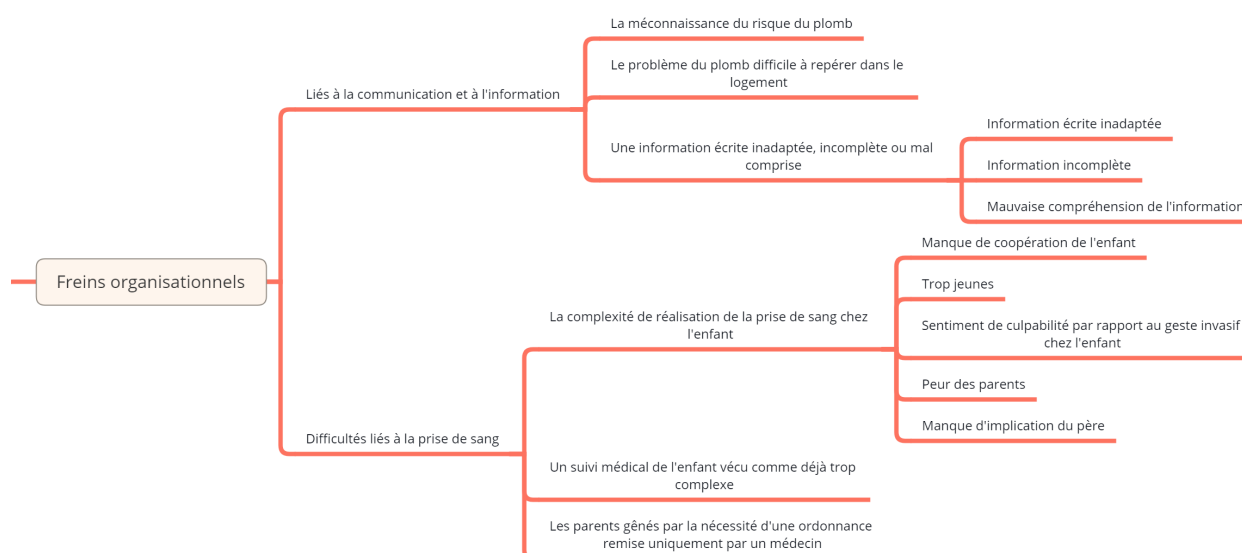 La méconnaissance du risque du plomb
Le problème du plomb difficile à repérer dans le
logement
Liés à la communication et à l'information
Une information écrite inadaptée, incomplète ou mal
comprise
Information écrite inadaptée
Information incomplète
Mauvaise compréhension de l'information
Freins organisationnels
Manque de coopération de l'enfant
Trop jeunes
La complexité de réalisation de la prise de sang chez
l'enfant
Sentiment de culpabilité par rapport au geste invasif
chez l'enfant
Peur des parents
Manque d'implication du père
Difficultés liés à la prise de sang
Un suivi médical de l'enfant vécu comme déjà trop
complexe
Les parents gênés par la nécessité d'une ordonnance
remise uniquement par un médecin